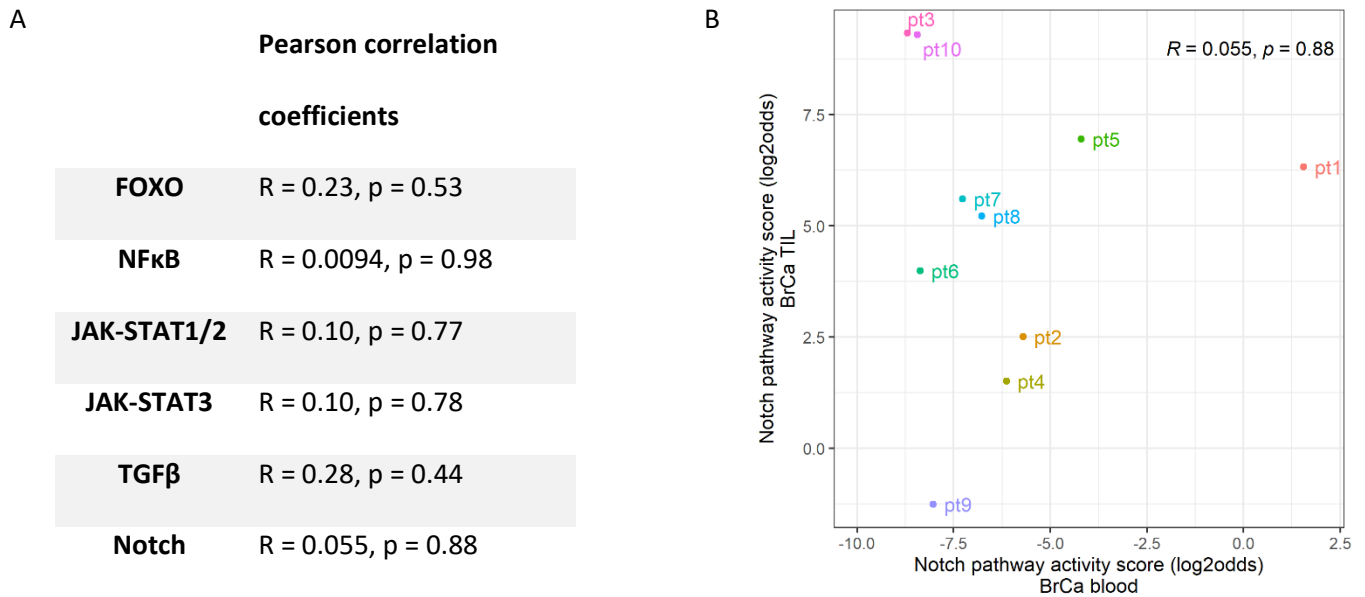 A
Pearson correlation
coefficients
FOXO R = 0.23, p = 0.53
NFκB R = 0.0094, p = 0.98
JAK-STAT1/2 R = 0.10, p = 0.77
JAK-STAT3 R = 0.10, p = 0.78
TGFβ R = 0.28, p = 0.44
Notch R = 0.055, p = 0.88
B
R = 0.055, p = 0.88
pt3
pt10
pt5
pt1
pt7
pt8
pt6
pt2
pt4
pt9
7.5
5.0
2.5
0.0
Notch pathway activity score (log2odds)
BrCa TIL
-10.0 -7.5 -5.0 -2.5 0.0 2.5
Notch pathway activity score (log2odds)
BrCa blood